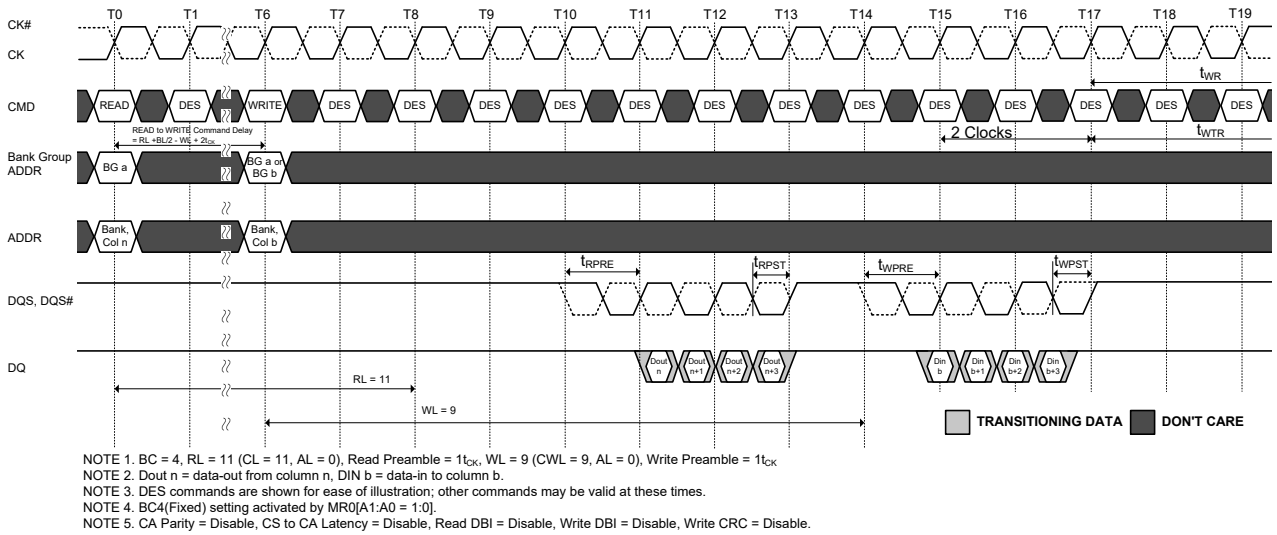 T0 T1 T6 T7 T8 T9 T10 T11 T12 T13 T14 T15 T16 T17 T18 T19
CK#
CK
tWR
CMD READ DES WRITE DES DES DES DES DES DES DES DES DES DES DES DES DES
READ to WRITE Command Delay
= RL +BL/2 - WL + 2tCK
2 Clocks tWTR
Bank Group
ADDR
BG a
BG a or
BG b
ADDR
Bank,
Col n
Bank,
Col b
tRPRE tRPST tWPRE tWPST
DQS, DQS#
DQ
Dout
n
Dout
n+1
Dout
n+2
Dout
n+3
Din
b
Din
b+1
Din
b+2
Din
b+3
RL = 11
WL = 9
TRANSITIONING DATA DON'T CARE
NOTE 1. BC = 4, RL = 11 (CL = 11, AL = 0), Read Preamble = 1tCK, WL = 9 (CWL = 9, AL = 0), Write Preamble = 1tCK
NOTE 2. Dout n = data-out from column n, DIN b = data-in to column b.
NOTE 3. DES commands are shown for ease of illustration; other commands may be valid at these times.
NOTE 4. BC4(Fixed) setting activated by MR0[A1:A0 = 1:0].
NOTE 5. CA Parity = Disable, CS to CA Latency = Disable, Read DBI = Disable, Write DBI = Disable, Write CRC = Disable.